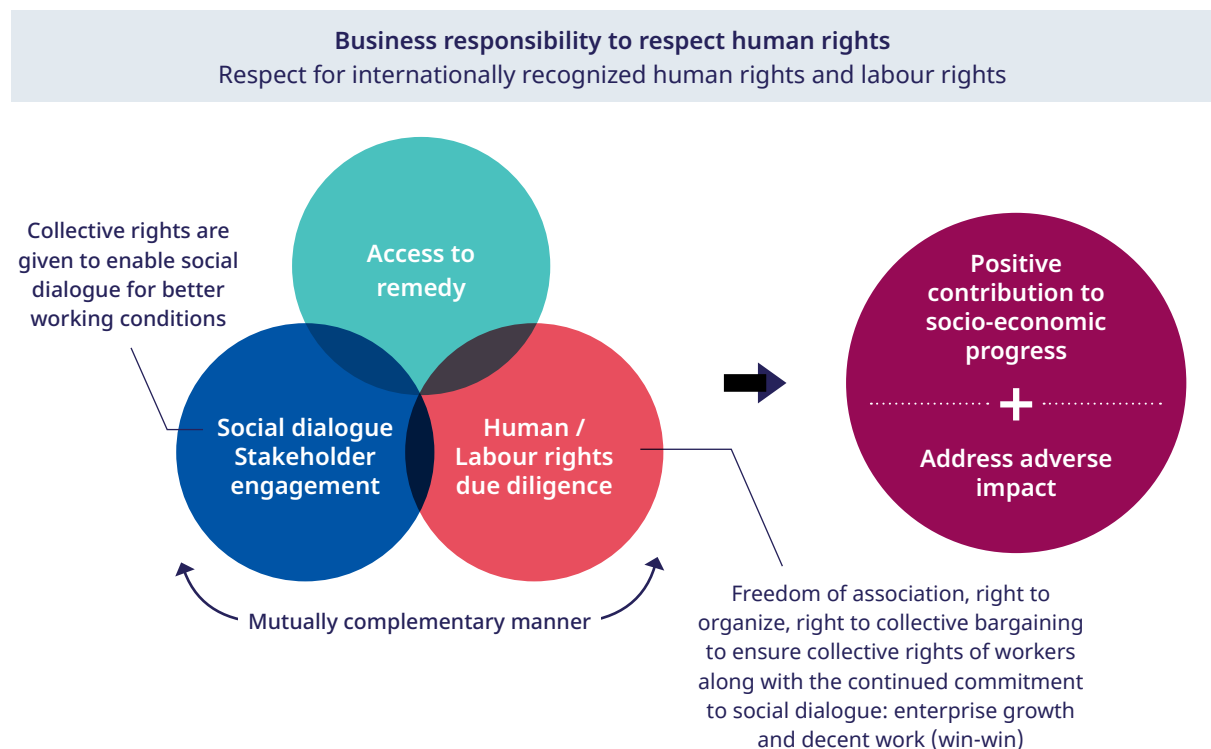 Business responsibility to respect human rights
Respect for internationally recognized human rights and labour rights
Collective rights are
given to enable social
dialogue for better
working conditions
Access to
remedy
Social dialogue
Stakeholder
engagement
Human /
Labour rights
due diligence
Mutually complementary manner
Positive
contribution to
socio-economic
progress
+
Address adverse
impact
Freedom of association, right to
organize, right to collective bargaining
to ensure collective rights of workers
along with the continued commitment
to social dialogue: enterprise growth
and decent work (win-win)